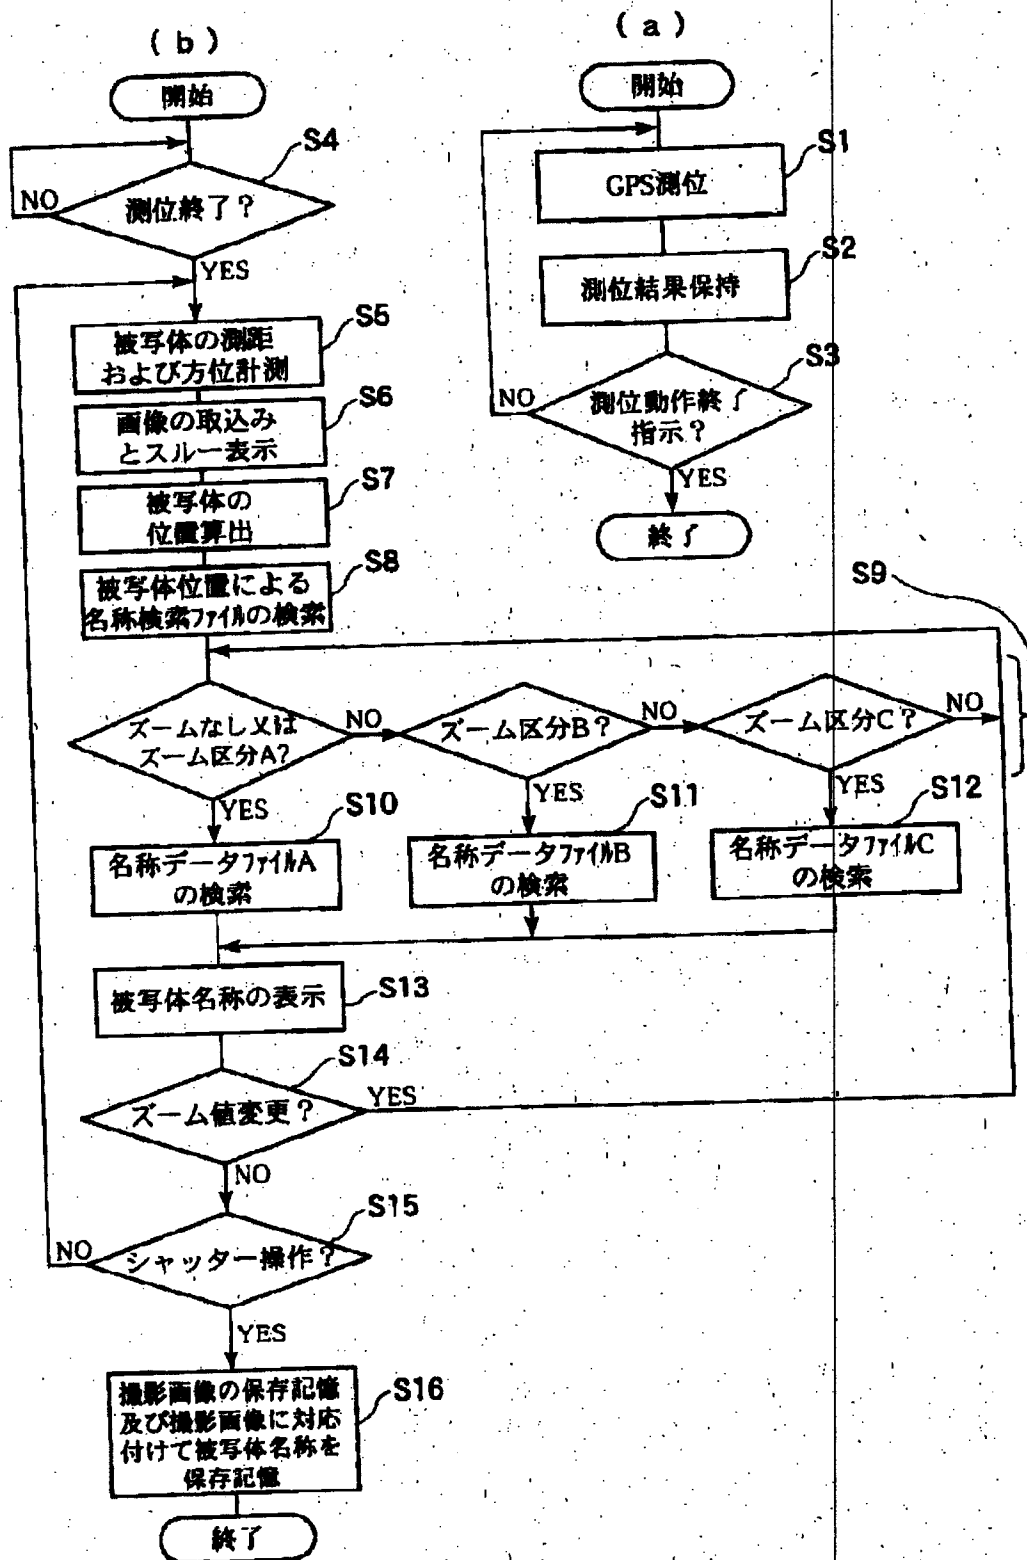 (b)
開始
S4
NO
測位終了?
YES
S5
被写体の測距
および方位計測
S6
画像の取込み
とスルー表示
S7
被写体の
位置算出
S8
被写体位置による
名称検索ファイルの検索
S9
ズームなし又は
ズーム区分A?
NO
ズーム区分B?
NO
ズーム区分C?
NO
YES
YES
YES
S10
名称データファイルA
の検索
S11
名称データファイルB
の検索
S12
名称データファイルC
の検索
被写体名称の表示
S13
S14
ズーム値変更?
YES
NO
S15
シャッター操作?
NO
YES
S16
撮影画像の保存記憶
及び撮影画像に対応
付けて被写体名称を
保存記憶
終了
(a)
開始
S1
GPS測位
S2
測位結果保持
S3
NO
測位動作終了
指示?
YES
終了